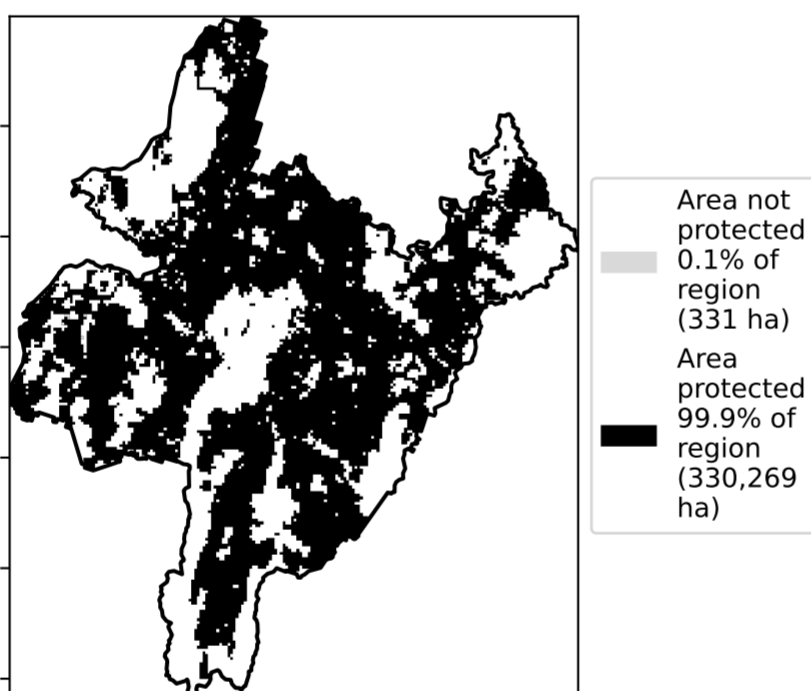 Area not
protected
0.1% of
region
(331 ha)
Area
protected
99.9% of
region
(330,269
ha)